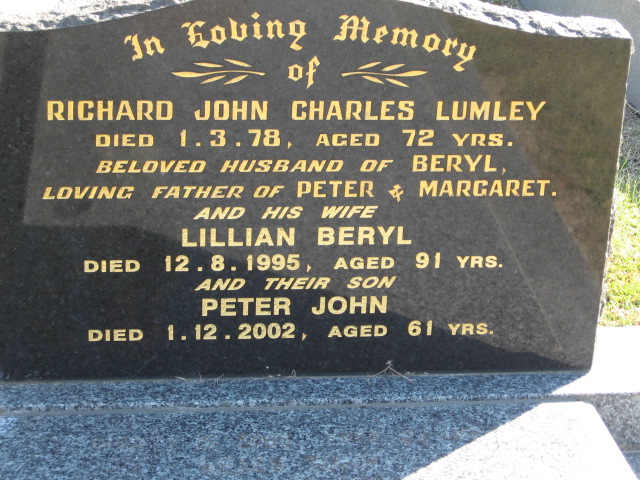 In Loving Memory
of
RICHARD JOHN CHARLES LUMLEY
DIED 1.3.78, AGED 72 YRS.
BELOVED HUSBAND OF BERYL,
LOVING FATHER OF PETER & MARGARET.
AND HIS WIFE
LILLIAN BERYL
DIED 12.8.1995, AGED 91 YRS.
AND THEIR SON
PETER JOHN
DIED 1.12.2002, AGED 61 YRS.